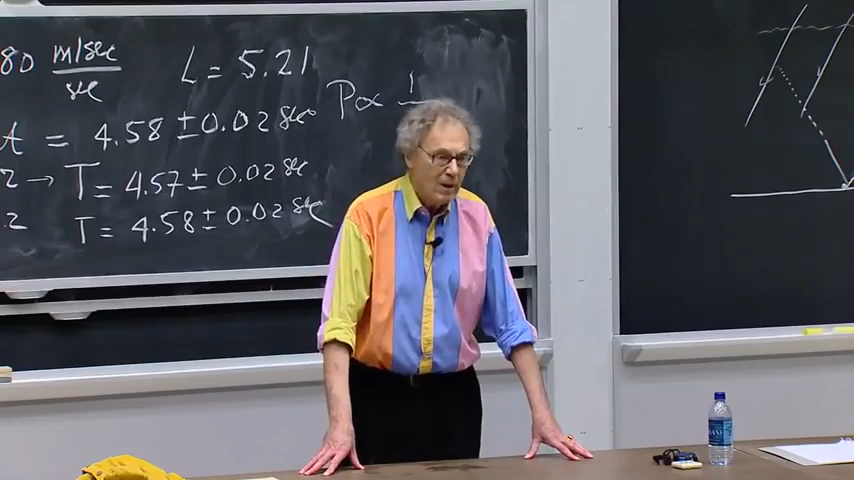 80 m/sec
sec
L = 5.21
P ∝ 1
A = 4.58 ± 0.02 sec
2 → T = 4.57 ± 0.02 sec
.2 T = 4.58 ± 0.02 sec